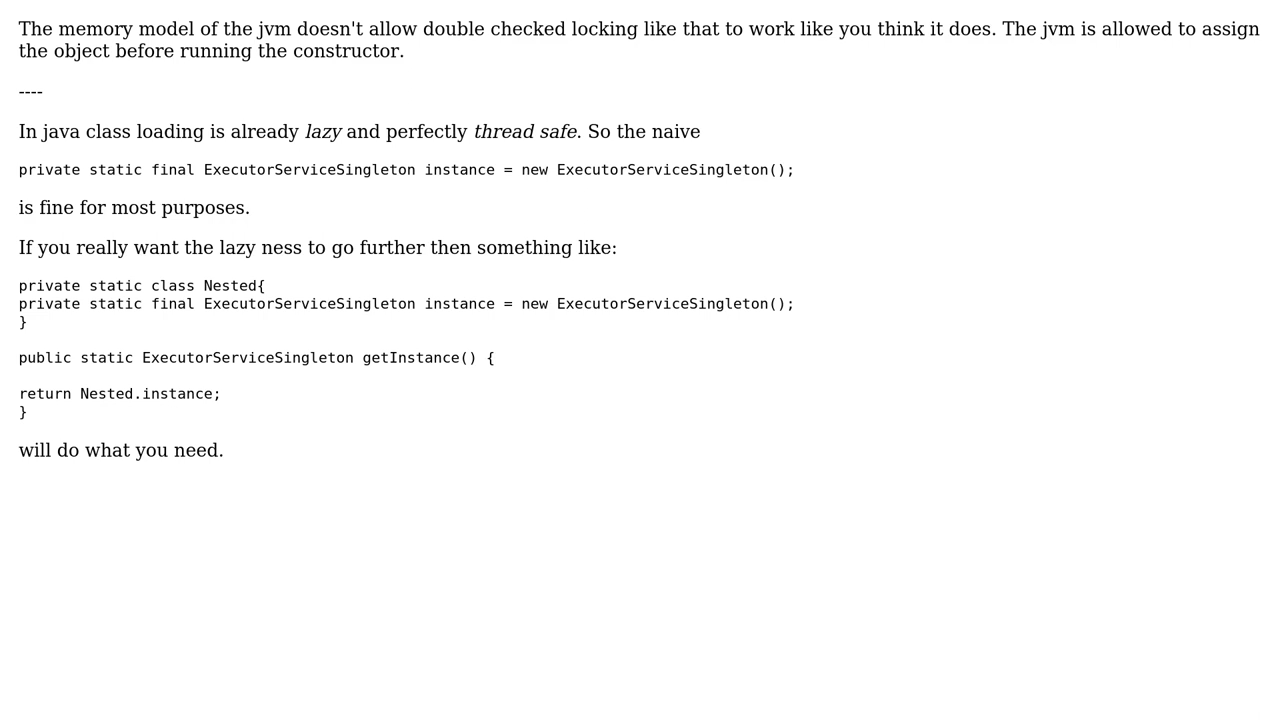 The memory model of the jvm doesn't allow double checked locking like that to work like you think it does. The jvm is allowed to assign
the object before running the constructor.
----
In java class loading is already lazy and perfectly thread safe. So the naive
private static final ExecutorServiceSingleton instance = new ExecutorServiceSingleton();
is fine for most purposes.
If you really want the lazy ness to go further then something like:
private static class Nested{
private static final ExecutorServiceSingleton instance = new ExecutorServiceSingleton();
}
public static ExecutorServiceSingleton getInstance() {
return Nested.instance;
}
will do what you need.